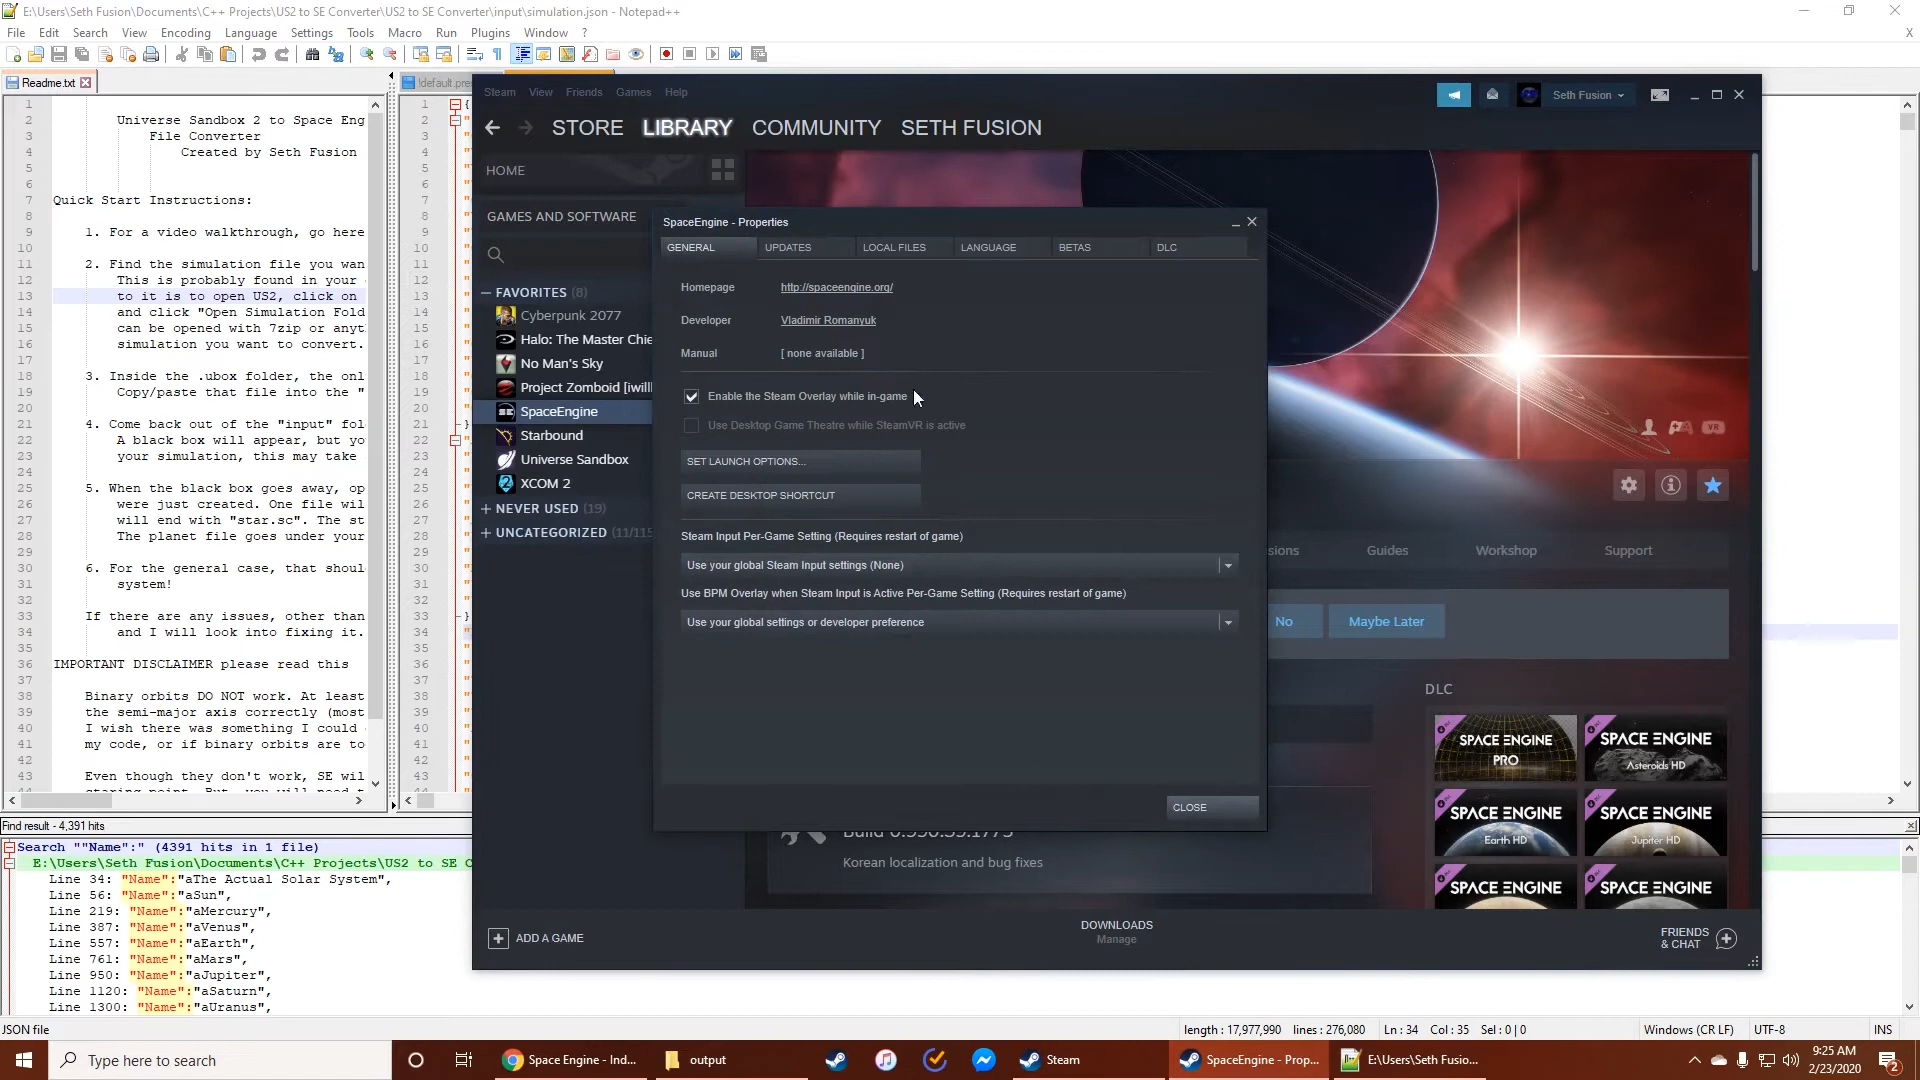 E:\Users\Seth Fusion\Documents\C++ Projects\US2 to SE Converter\US2 to SE Converter\input\simulation.json - Notepad++
File Edit Search View Encoding Language Settings Tools Macro Run Plugins Window ?
X
Readme.txt
!default.pre
Universe Sandbox 2 to Space Eng
File Converter
Created by Seth Fusion
Quick Start Instructions:
1. For a video walkthrough, go here
2. Find the simulation file you wan
This is probably found in your
to it is to open US2, click on
and click "Open Simulation Fold
can be opened with 7zip or anyt
simulation you want to convert.
3. Inside the .ubox folder, the onl
Copy/paste that file into the "
4. Come back out of the "input" fol
A black box will appear, but yo
your simulation, this may take
5. When the black box goes away, op
were just created. One file wil
will end with "star.sc". The st
The planet file goes under your
6. For the general case, that shoul
system!
If there are any issues, other than
and I will look into fixing it.
IMPORTANT DISCLAIMER please read this
Binary orbits DO NOT work. At least
the semi-major axis correctly (most
I wish there was something I could
my code, or if binary orbits are to
Even though they don't work, SE wil
Steam View Friends Games Help
Seth Fusion
STORE LIBRARY COMMUNITY SETH FUSION
HOME
GAMES AND SOFTWARE
FAVORITES (8)
Cyberpunk 2077
Halo: The Master Chie
No Man's Sky
Project Zomboid [iwill
SpaceEngine
Starbound
Universe Sandbox
XCOM 2
NEVER USED (19)
UNCATEGORIZED (11/115
SpaceEngine - Properties
GENERAL UPDATES LOCAL FILES LANGUAGE BETAS DLC
Homepage http://spaceengine.org/
Developer Vladimir Romanyuk
Manual [ none available ]
Enable the Steam Overlay while in-game
Use Desktop Game Theatre while SteamVR is active
SET LAUNCH OPTIONS...
CREATE DESKTOP SHORTCUT
Steam Input Per-Game Setting (Requires restart of game)
Use your global Steam Input settings (None)
Use BPM Overlay when Steam Input is Active Per-Game Setting (Requires restart of game)
Use your global settings or developer preference
CLOSE
VR
sions Guides Workshop Support
No Maybe Later
DLC
SPACE ENGINE
PRO
SPACE ENGINE
Asteroids HD
SPACE ENGINE
Earth HD
SPACE ENGINE
Jupiter HD
SPACE ENGINE
SPACE ENGINE
Build 0.990.39.1775
Korean localization and bug fixes
ADD A GAME
DOWNLOADS
Manage
FRIENDS
& CHAT
Find result - 4,391 hits
Search ""Name":" (4391 hits in 1 file)
E:\Users\Seth Fusion\Documents\C++ Projects\US2 to SE C
Line 34: "Name":"aThe Actual Solar System",
Line 56: "Name":"aSun",
Line 219: "Name":"aMercury",
Line 387: "Name":"aVenus",
Line 557: "Name":"aEarth",
Line 761: "Name":"aMars",
Line 950: "Name":"aJupiter",
Line 1120: "Name":"aSaturn",
Line 1300: "Name":"aUranus",
JSON file
length : 17,977,990 lines : 276,080
Ln : 34 Col : 35 Sel : 0 | 0
Windows (CR LF)
UTF-8
INS
Type here to search
Space Engine - Ind...
output
Steam
SpaceEngine - Prop...
E:\Users\Seth Fusio...
9:25 AM
2/23/2020
2